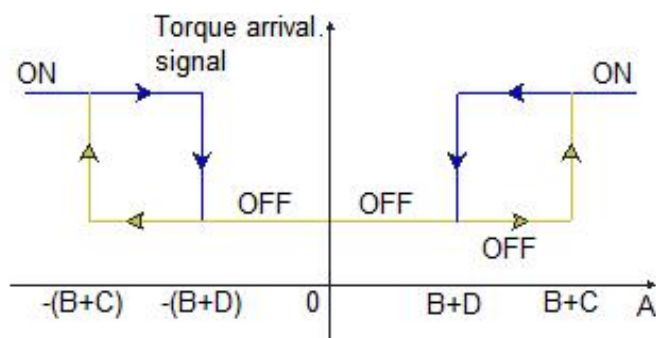 Torque arrival.
signal
ON
ON
OFF
OFF
OFF
-(B+C)
-(B+D)
0
B+D
B+C
A